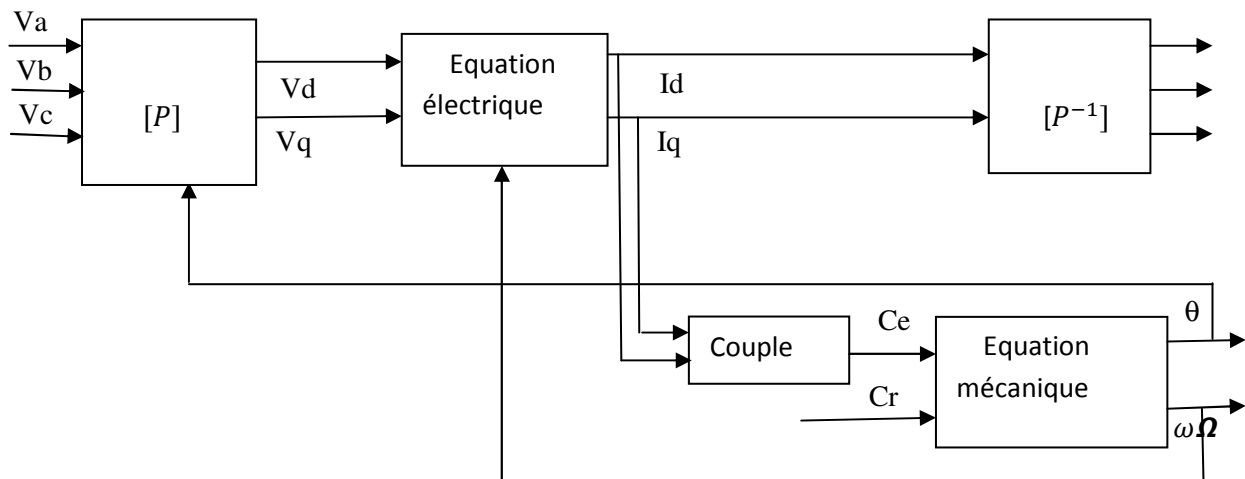 Va
Vb
Vc
[P]
Vd
Vq
Equation
électrique
Id
Iq
[P⁻¹]
θ
Couple
Ce
Cr
Equation
mécanique
ωΩ